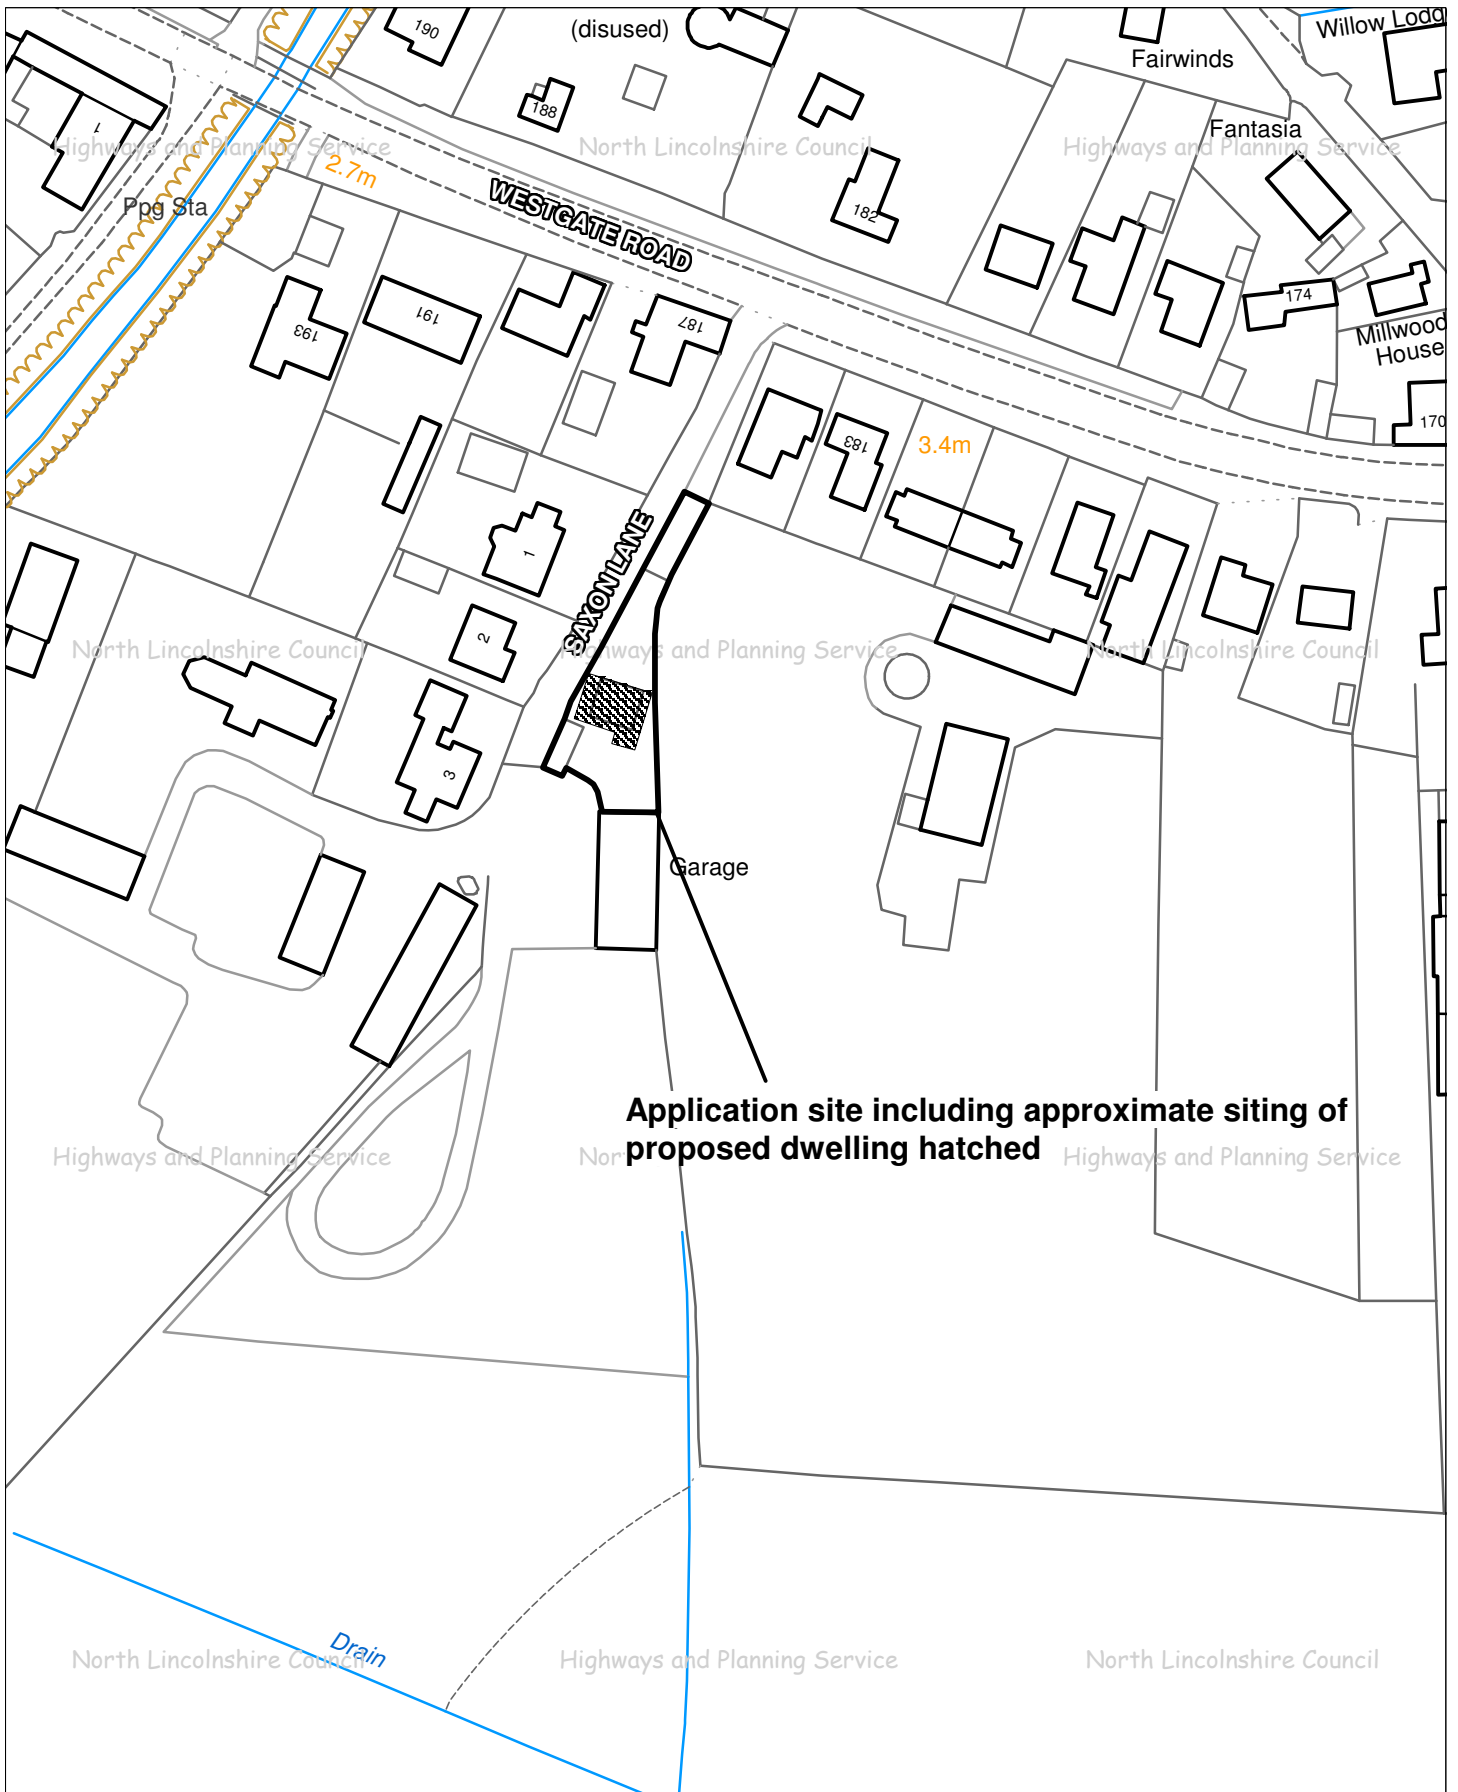 190
(disused)
Willow Lodg
Fairwinds
188
1
Fantasia
Highways and Planning Service
North Lincolnshire Council
Highways and Planning Service
2.7m
Ppg Sta
WESTGATE ROAD
182
174
193
191
187
Millwood
House
170
183
3.4m
SAXON LANE
1
2
North Lincolnshire Council
Highways and Planning Service
North Lincolnshire Council
3
Garage
Application site including approximate siting of
proposed dwelling hatched
Highways and Planning Service
Nor
Highways and Planning Service
Drain
North Lincolnshire Council
Highways and Planning Service
North Lincolnshire Council